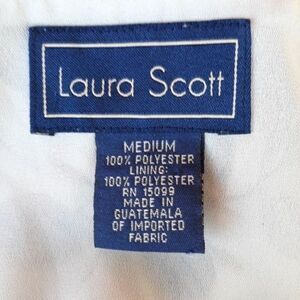 Laura Scott
MEDIUM
100% POLYESTER
LINING:
100% POLYESTER
RN 15099
MADE IN
GUATEMALA
OF IMPORTED
FABRIC